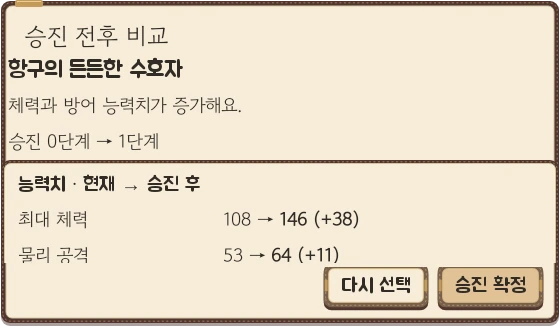 승진 전후 비교
항구의 든든한 수호자
체력과 방어 능력치가 증가해요.
승진 0단계 → 1단계
능력치 · 현재 → 승진 후
최대 체력 108 → 146 (+38)
물리 공격 53 → 64 (+11)
다시 선택 승진 확정